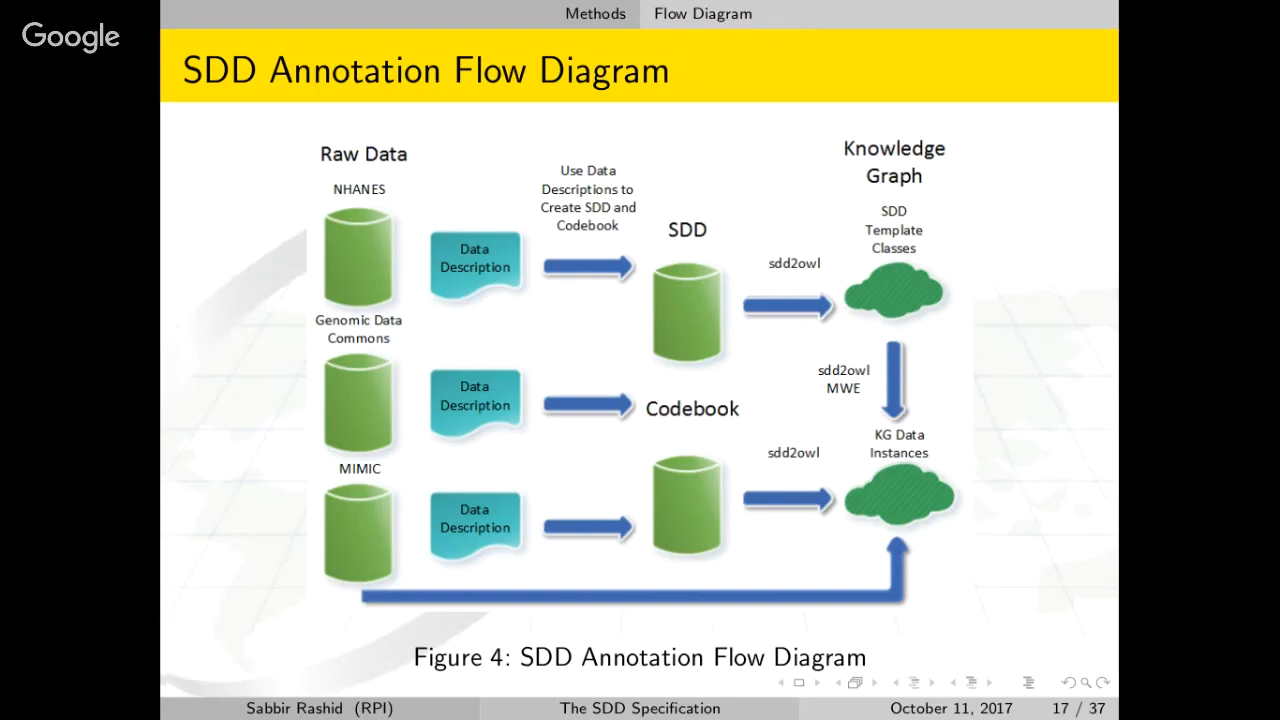 Google
Methods Flow Diagram
SDD Annotation Flow Diagram
Raw Data
NHANES
Data
Description
Use Data
Descriptions to
Create SDD and
Codebook
SDD
sdd2owl
Knowledge
Graph
SDD
Template
Classes
Genomic Data
Commons
Data
Description
Codebook
sdd2owl
MWE
KG Data
Instances
sdd2owl
MIMIC
Data
Description
Figure 4: SDD Annotation Flow Diagram
Sabbir Rashid (RPI) The SDD Specification October 11, 2017 17 / 37